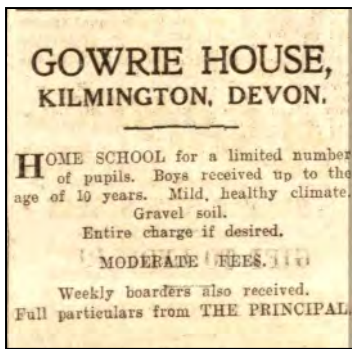 GOWRIE HOUSE,
KILMINGTON, DEVON.
HOME SCHOOL for a limited number
of pupils. Boys received up to the
age of 10 years. Mild, healthy climate.
Gravel soil.
Entire charge if desired.
MODERATE FEES.
Weekly boarders also received.
Full particulars from THE PRINCIPAL.